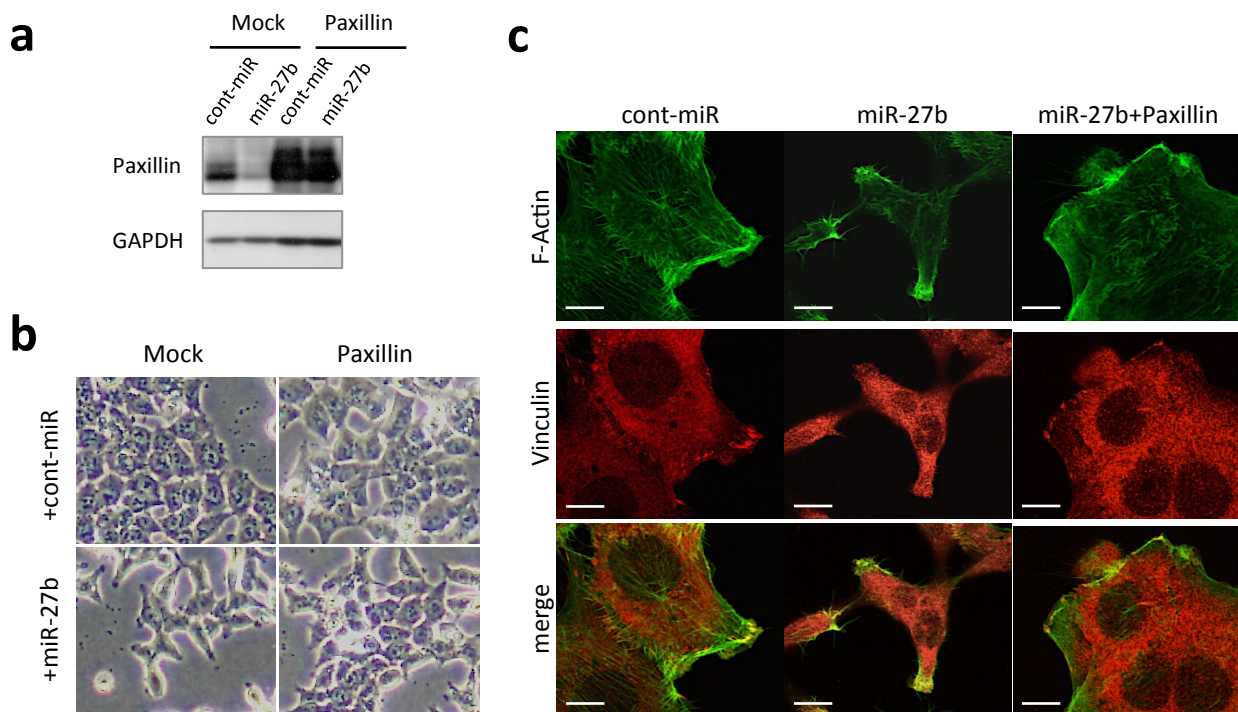 a
Mock Paxillin
cont-miR miR-27b cont-miR miR-27b
Paxillin
GAPDH
b
Mock Paxillin
+cont-miR
+miR-27b
c
cont-miR miR-27b miR-27b+Paxillin
F-Actin
Vinculin
merge